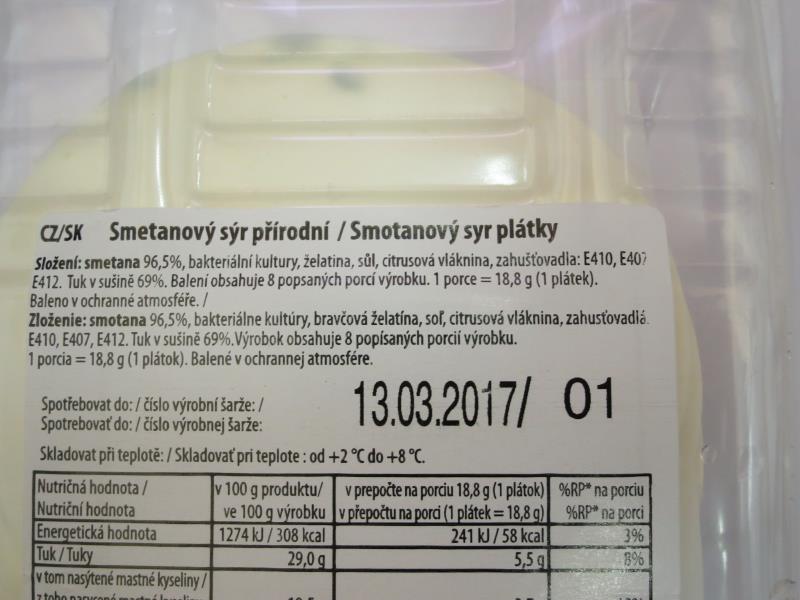 CZ/SK Smetanový sýr přírodní / Smotanový syr plátky
Složení: smetana 96,5%, bakteriální kultury, želatina, sůl, citrusová vláknina, zahušťovadla: E410, E407
E412. Tuk v sušině 69%. Balení obsahuje 8 popsaných porcí výrobku. 1 porce = 18,8 g (1 plátek).
Baleno v ochranné atmosféře. /
Zloženie: smotana 96,5%, bakteriálne kultúry, bravčová želatína, soľ, citrusová vláknina, zahusťovadlá.
E410, E407, E412. Tuk v sušině 69%.Výrobok obsahuje 8 popísaných porcií výrobku.
1 porcia = 18,8 g (1 plátok). Balené v ochrannej atmosfére.
Spotřebovat do: / číslo výrobní šarže: /
Spotrebovať do: / číslo výrobnej šarže:
13.03.2017/ 01
Skladovat při teplotě: / Skladovať pri teplote : od +2 °C do +8 °C.
Nutričná hodnota / v 100 g produktu/ v prepočte na porciu 18,8 g (1 plátok) %RP* na porciu
Nutriční hodnota ve 100 g výrobku v přepočtu na porci (1 plátek = 18,8 g) %RP* na porci
Energetická hodnota 1274 kJ / 308 kcal 241 kJ / 58 kcal 3%
Tuk / Tuky 29,0 g 5,5 g 8%
v tom nasýtené mastné kyseliny /